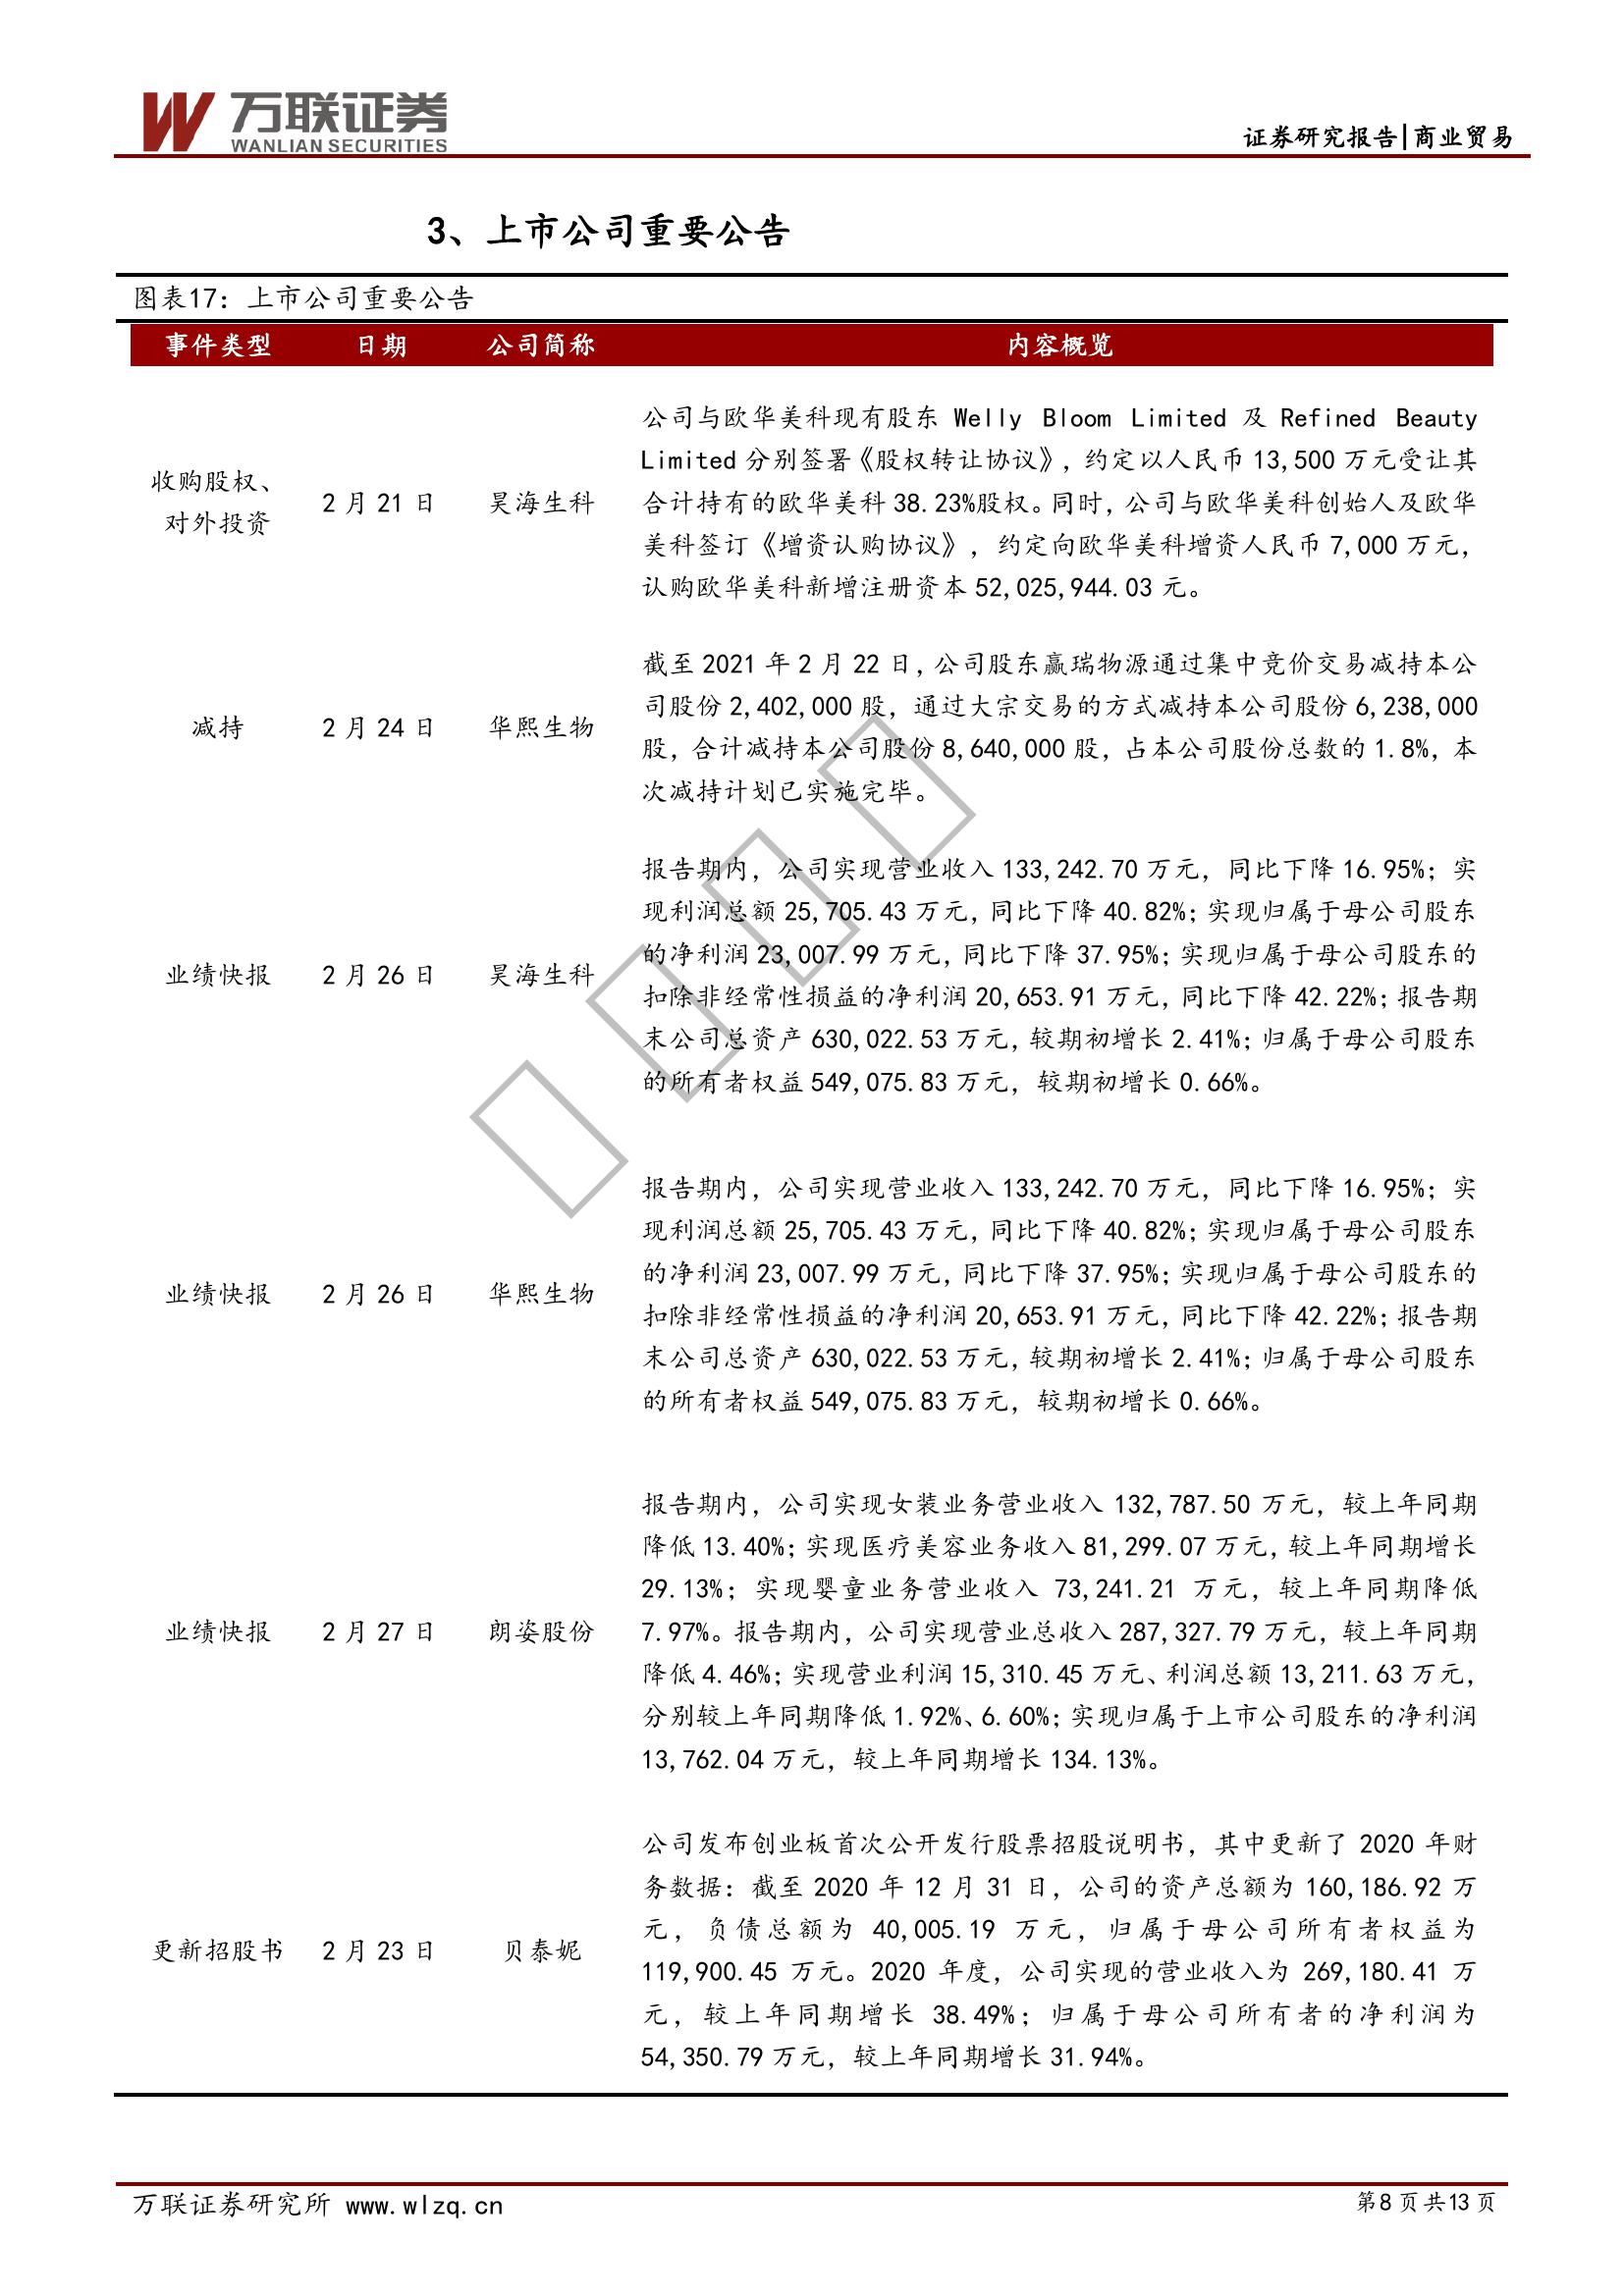 万联证券
WANLIAN SECURITIES
证券研究报告|商业贸易
3、上市公司重要公告
图表17：上市公司重要公告
事件类型 日期 公司简称 内容概览
收购股权、
对外投资
2月21日
昊海生科
公司与欧华美科现有股东 Welly Bloom Limited 及 Refined Beauty
Limited 分别签署《股权转让协议》，约定以人民币 13,500 万元受让其
合计持有的欧华美科 38.23%股权。同时，公司与欧华美科创始人及欧华
美科签订《增资认购协议》，约定向欧华美科增资人民币 7,000 万元，
认购欧华美科新增注册资本 52,025,944.03 元。
减持
2月24日
华熙生物
截至 2021 年 2 月 22 日，公司股东赢瑞物源通过集中竞价交易减持本公
司股份 2,402,000 股，通过大宗交易的方式减持本公司股份 6,238,000
股，合计减持本公司股份 8,640,000 股，占本公司股份总数的 1.8%，本
次减持计划已实施完毕。
业绩快报
2月26日
昊海生科
报告期内，公司实现营业收入 133,242.70 万元，同比下降 16.95%；实
现利润总额 25,705.43 万元，同比下降 40.82%；实现归属于母公司股东
的净利润 23,007.99 万元，同比下降 37.95%；实现归属于母公司股东的
扣除非经常性损益的净利润 20,653.91 万元，同比下降 42.22%；报告期
末公司总资产 630,022.53 万元，较期初增长 2.41%；归属于母公司股东
的所有者权益 549,075.83 万元，较期初增长 0.66%。
业绩快报
2月26日
华熙生物
报告期内，公司实现营业收入 133,242.70 万元，同比下降 16.95%；实
现利润总额 25,705.43 万元，同比下降 40.82%；实现归属于母公司股东
的净利润 23,007.99 万元，同比下降 37.95%；实现归属于母公司股东的
扣除非经常性损益的净利润 20,653.91 万元，同比下降 42.22%；报告期
末公司总资产 630,022.53 万元，较期初增长 2.41%；归属于母公司股东
的所有者权益 549,075.83 万元，较期初增长 0.66%。
业绩快报
2月27日
朗姿股份
报告期内，公司实现女装业务营业收入 132,787.50 万元，较上年同期
降低 13.40%；实现医疗美容业务收入 81,299.07 万元，较上年同期增长
29.13%；实现婴童业务营业收入 73,241.21 万元，较上年同期降低
7.97%。报告期内，公司实现营业总收入 287,327.79 万元，较上年同期
降低 4.46%；实现营业利润 15,310.45 万元、利润总额 13,211.63 万元，
分别较上年同期降低 1.92%、6.60%；实现归属于上市公司股东的净利润
13,762.04 万元，较上年同期增长 134.13%。
更新招股书
2月23日
贝泰妮
公司发布创业板首次公开发行股票招股说明书，其中更新了 2020 年财
务数据：截至 2020 年 12 月 31 日，公司的资产总额为 160,186.92 万
元，负债总额为 40,005.19 万元，归属于母公司所有者权益为
119,900.45 万元。2020 年度，公司实现的营业收入为 269,180.41 万
元，较上年同期增长 38.49%；归属于母公司所有者的净利润为
54,350.79 万元，较上年同期增长 31.94%。
万联证券研究所 www.wlzq.cn
第8页共13页